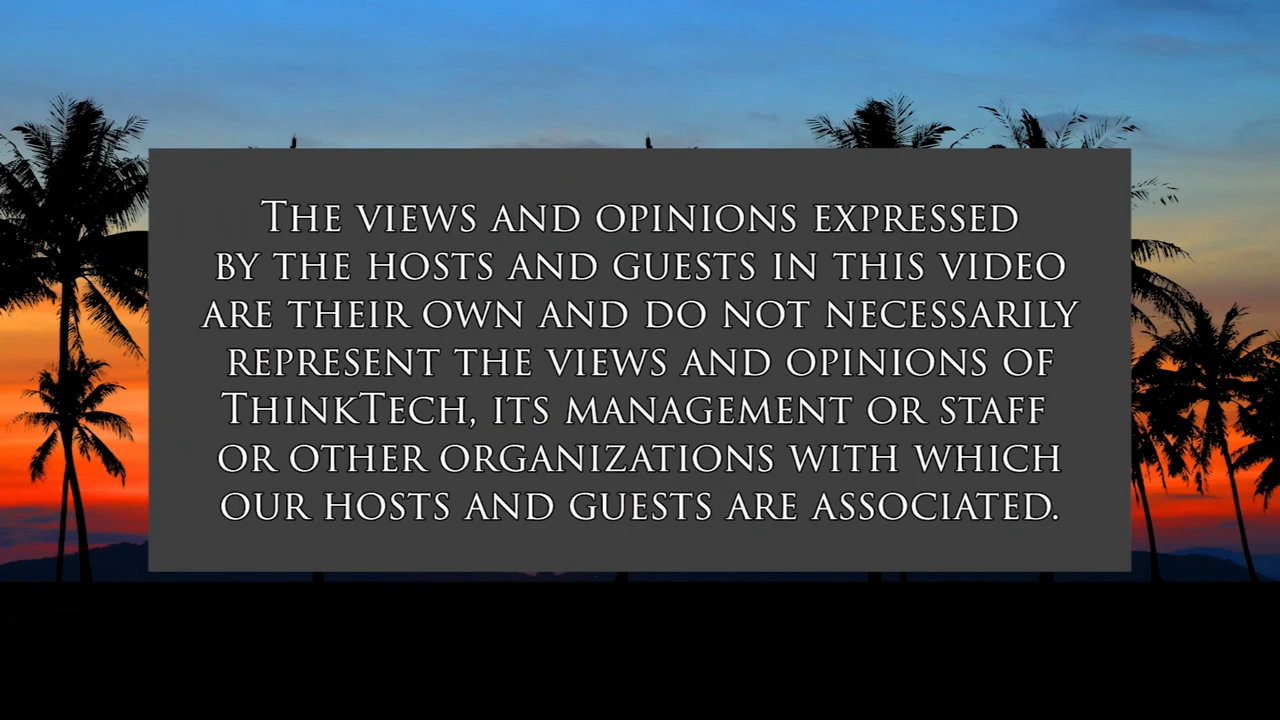 The views and opinions expressed
by the hosts and guests in this video
are their own and do not necessarily
represent the views and opinions of
ThinkTech, its management or staff
or other organizations with which
our hosts and guests are associated.